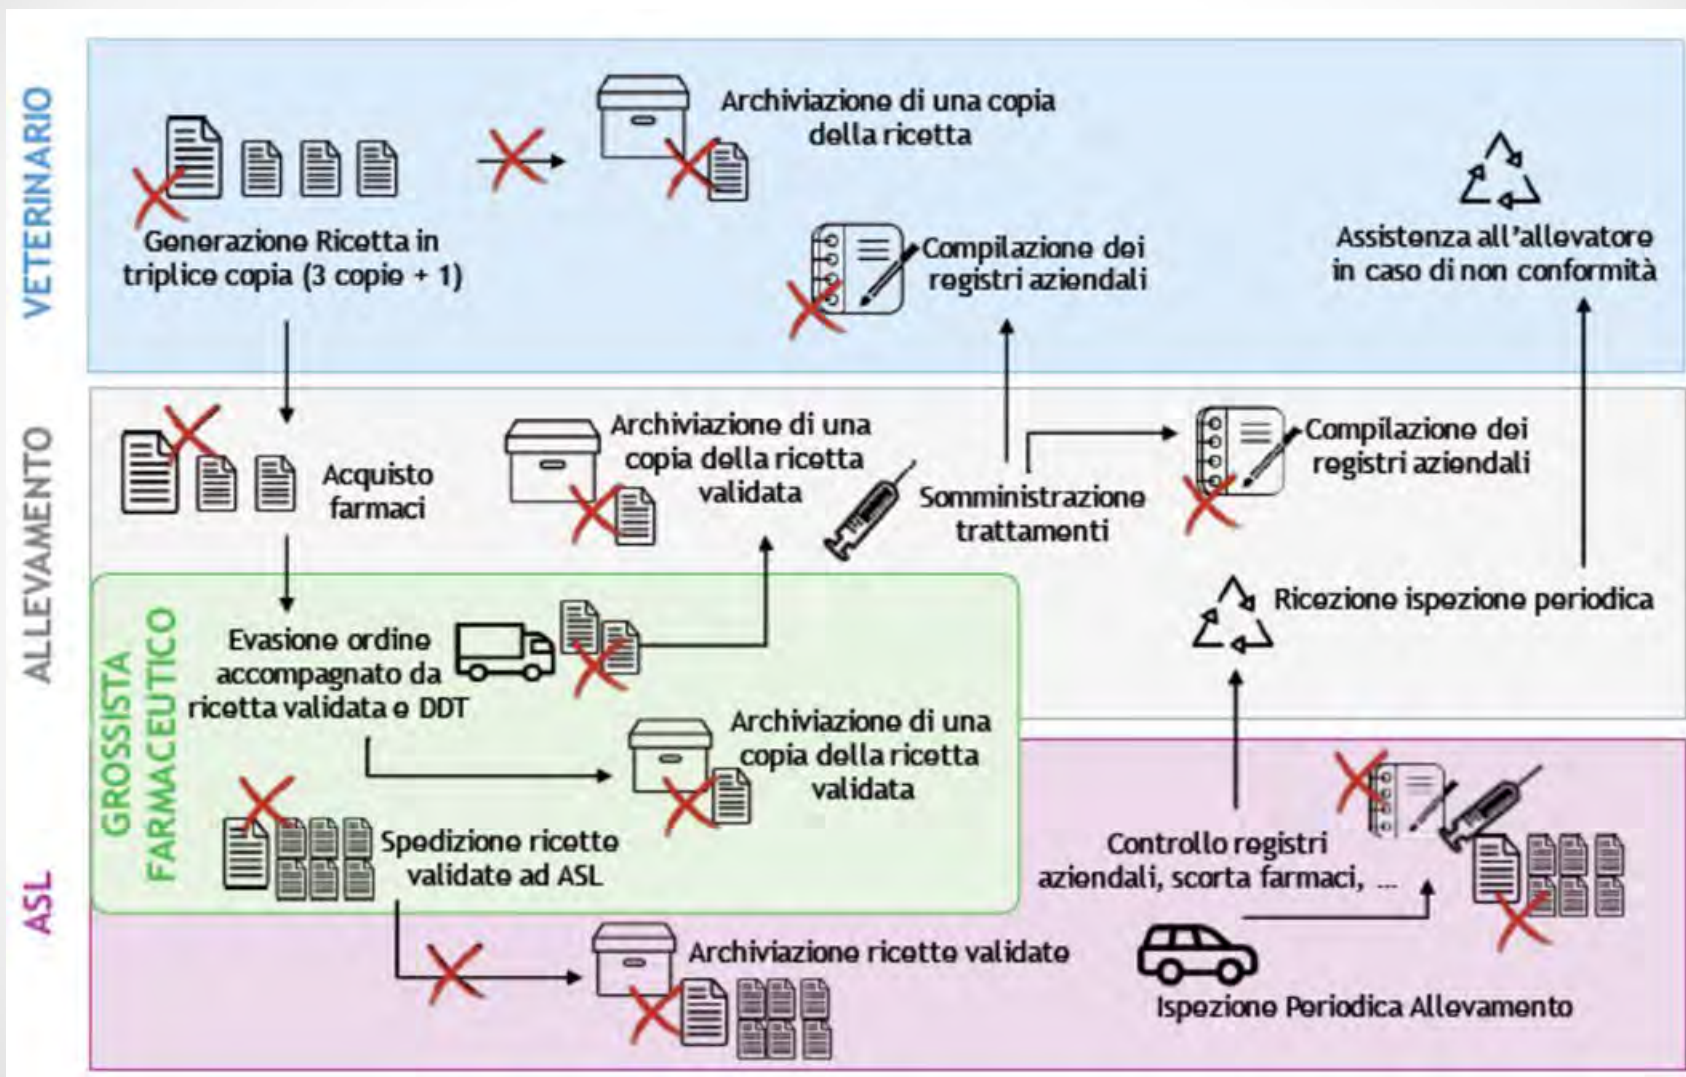 VETERINARIO
Archiviazione di una copia
della ricetta
Generazione Ricetta in
triplice copia (3 copie + 1)
Compilazione dei
registri aziendali
Assistenza all'allevatore
in caso di non conformità
ALLEVAMENTO
Acquisto
farmaci
Archiviazione di una
copia della ricetta
validata
Somministrazione
trattamenti
Compilazione dei
registri aziendali
Ricezione ispezione periodica
GROSSISTA
FARMACEUTICO
Evasione ordine
accompagnato da
ricetta validata e DDT
Archiviazione di una
copia della ricetta
validata
Spedizione ricette
validate ad ASL
ASL
Controllo registri
aziendali, scorta farmaci, ...
Archiviazione ricette validate
Ispezione Periodica Allevamento